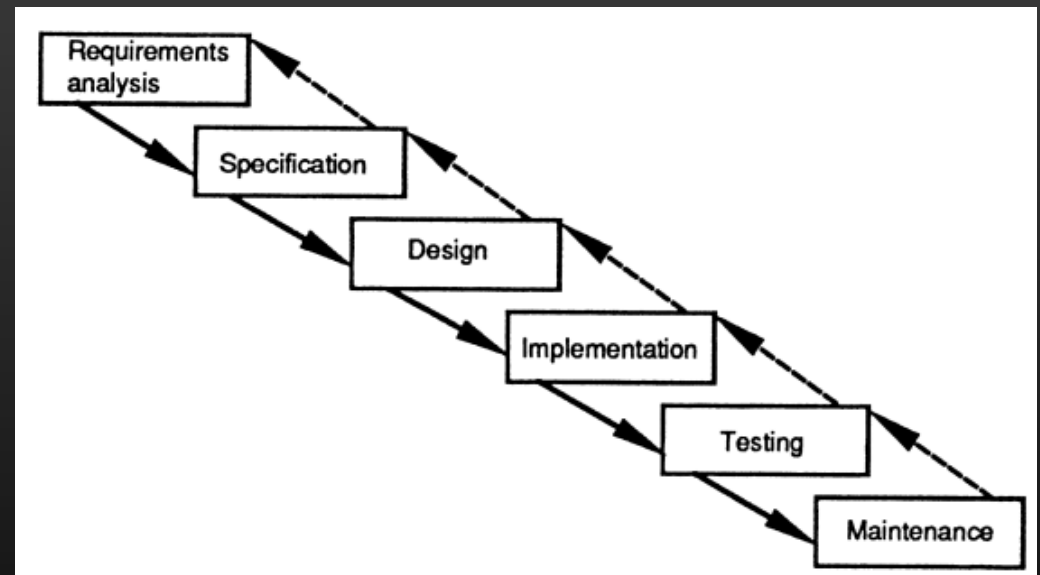 Requirements
analysis
Specification
Design
Implementation
Testing
Maintenance